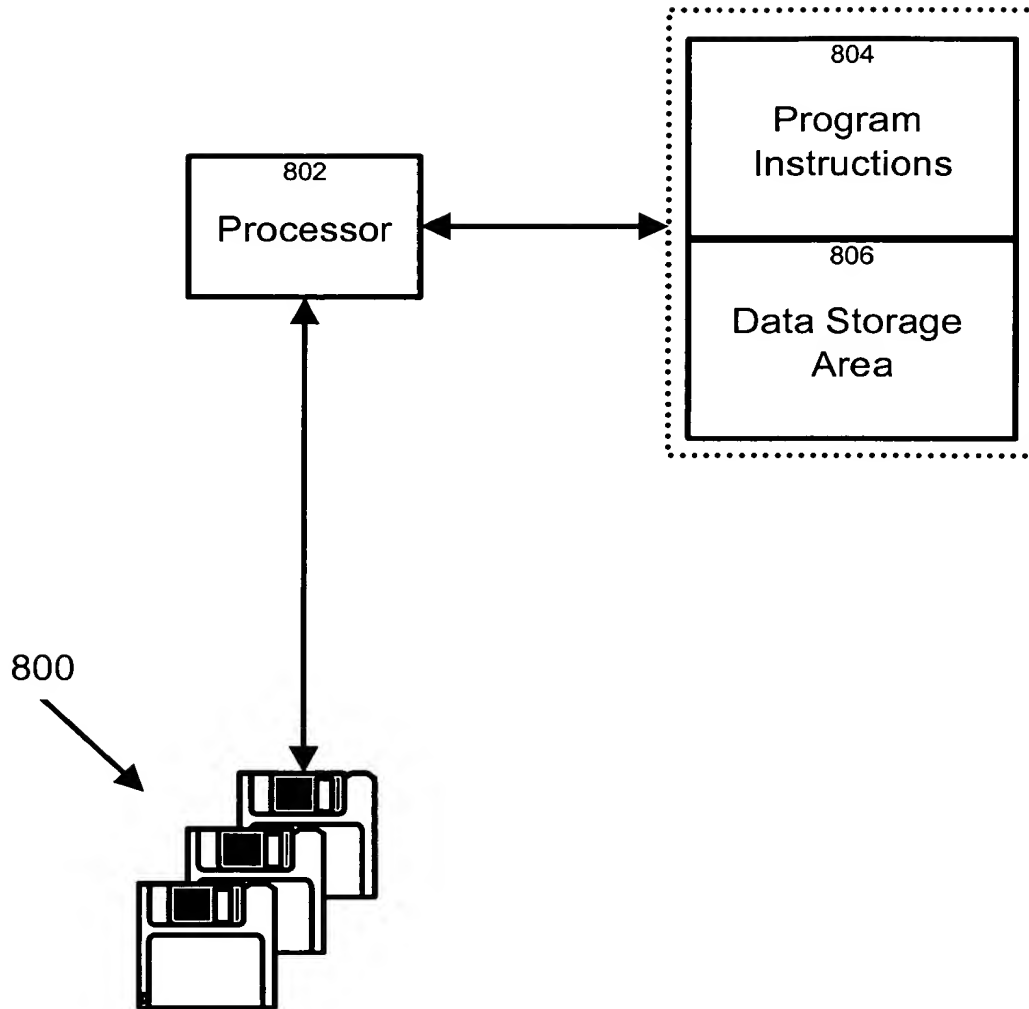 804
Program
Instructions
802
Processor
806
Data Storage
Area
800